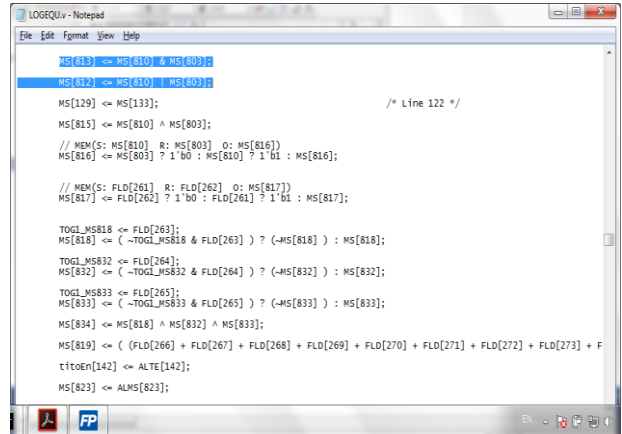 LOGEQU.v - Notepad
File Edit Format View Help
MS[813] <= MS[810] & MS[803];
MS[812] <= MS[810] | MS[803];
MS[129] <= MS[133]; /* Line 122 */
MS[815] <= MS[810] ^ MS[803];
// MEM(S: MS[810] R: MS[803] O: MS[816])
MS[816] <= MS[803] ? 1'b0 : MS[810] ? 1'b1 : MS[816];
// MEM(S: FLD[261] R: FLD[262] O: MS[817])
MS[817] <= FLD[262] ? 1'b0 : FLD[261] ? 1'b1 : MS[817];
TOG1_MS818 <= FLD[263];
MS[818] <= ( ~TOG1_MS818 & FLD[263] ) ? (~MS[818] ) : MS[818];
TOG1_MS832 <= FLD[264];
MS[832] <= ( ~TOG1_MS832 & FLD[264] ) ? (~MS[832] ) : MS[832];
TOG1_MS833 <= FLD[265];
MS[833] <= ( ~TOG1_MS833 & FLD[265] ) ? (~MS[833] ) : MS[833];
MS[834] <= MS[818] ^ MS[832] ^ MS[833];
MS[819] <= ( (FLD[266] + FLD[267] + FLD[268] + FLD[269] + FLD[270] + FLD[271] + FLD[272] + FLD[273] + F
titoEn[142] <= ALTE[142];
MS[823] <= ALMS[823];
FP
EN